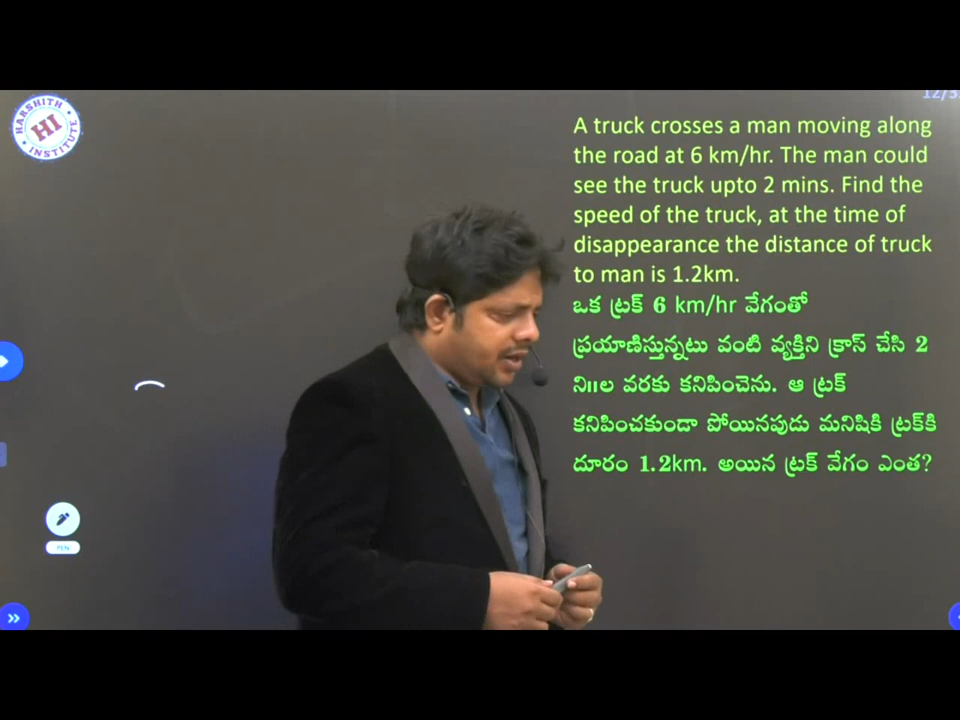 12/5
HARSHITH
HI
INSTITUTE
A truck crosses a man moving along
the road at 6 km/hr. The man could
see the truck upto 2 mins. Find the
speed of the truck, at the time of
disappearance the distance of truck
to man is 1.2km.
ఒక ట్రక్ 6 km/hr వేగంతో
ప్రయాణిస్తున్నటు వంటి వ్యక్తిని క్రాస్ చేసి 2
ని॥ల వరకు కనిపించెను. ఆ ట్రక్
కనిపించకుండా పోయినపుడు మనిషికి ట్రక్‌కి
దూరం 1.2km. అయిన ట్రక్ వేగం ఎంత?
PEN